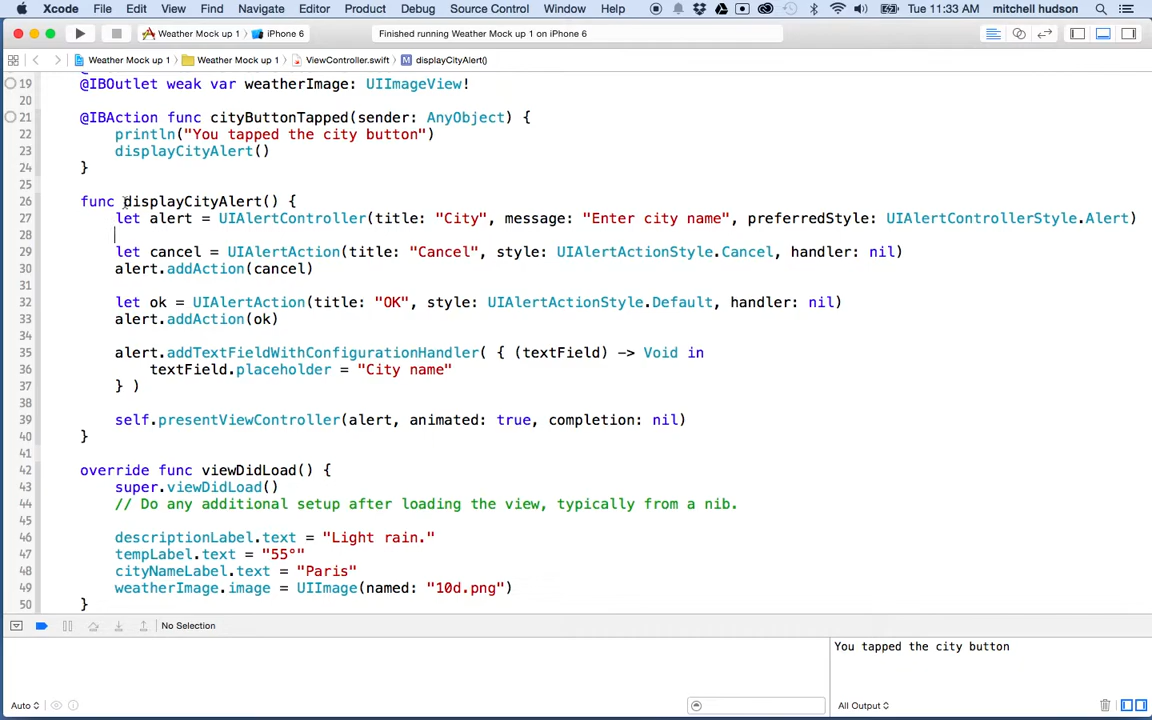 Xcode File Edit View Find Navigate Editor Product Debug Source Control Window Help Tue 11:33 AM mitchell hudson
Weather Mock up 1 iPhone 6 Finished running Weather Mock up 1 on iPhone 6
Weather Mock up 1 Weather Mock up 1 ViewController.swift M displayCityAlert()
19 @IBOutlet weak var weatherImage: UIImageView!
20
21 @IBAction func cityButtonTapped(sender: AnyObject) {
22 println("You tapped the city button")
23 displayCityAlert()
24 }
25
26 func displayCityAlert() {
27 let alert = UIAlertController(title: "City", message: "Enter city name", preferredStyle: UIAlertControllerStyle.Alert)
28
29 let cancel = UIAlertAction(title: "Cancel", style: UIAlertActionStyle.Cancel, handler: nil)
30 alert.addAction(cancel)
31
32 let ok = UIAlertAction(title: "OK", style: UIAlertActionStyle.Default, handler: nil)
33 alert.addAction(ok)
34
35 alert.addTextFieldWithConfigurationHandler( { (textField) -> Void in
36 textField.placeholder = "City name"
37 } )
38
39 self.presentViewController(alert, animated: true, completion: nil)
40 }
41
42 override func viewDidLoad() {
43 super.viewDidLoad()
44 // Do any additional setup after loading the view, typically from a nib.
45
46 descriptionLabel.text = "Light rain."
47 tempLabel.text = "55°"
48 cityNameLabel.text = "Paris"
49 weatherImage.image = UIImage(named: "10d.png")
50 }
No Selection
You tapped the city button
Auto All Output